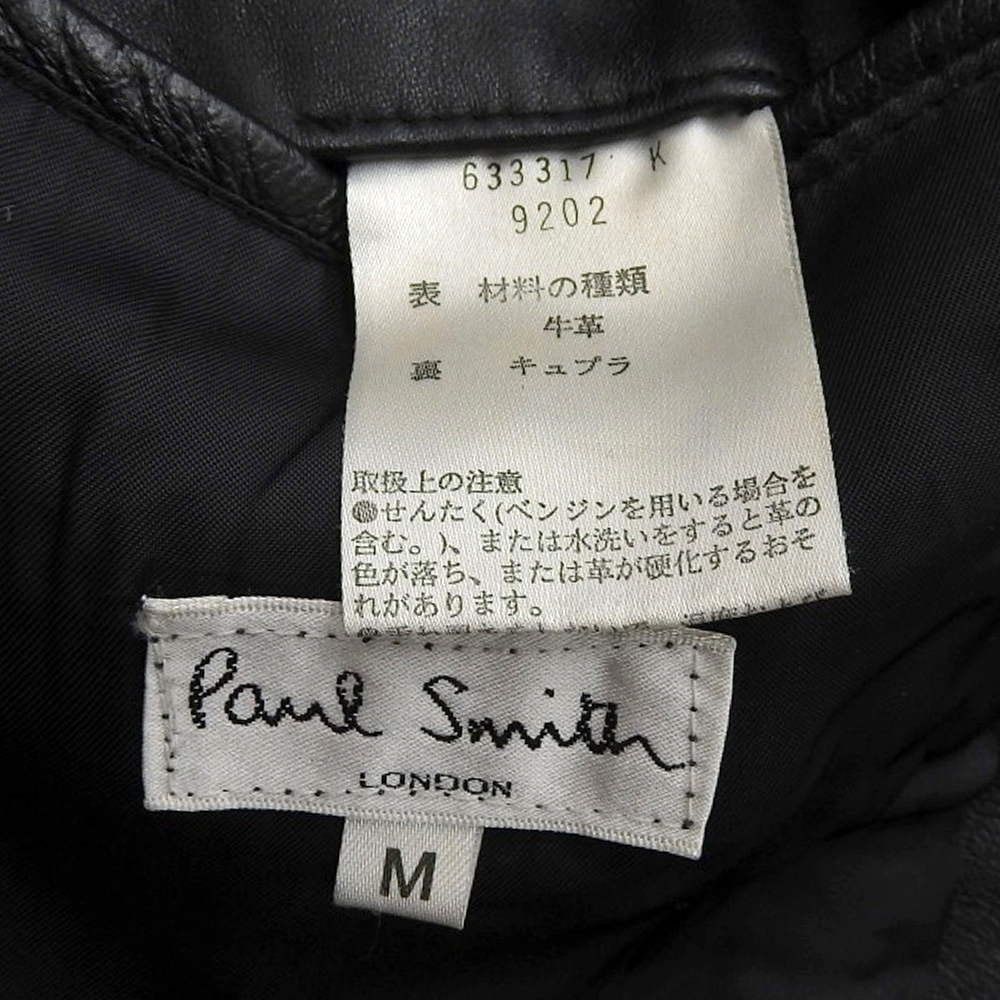 633317 K
9202
表 材料の種類
牛革
裏 キュプラ
取扱上の注意
●せんたく(ベンジンを用いる場合を
含む。)、または水洗いをすると革の
色が落ち、または革が硬化するおそ
れがあります。
Paul Smith
LONDON
M